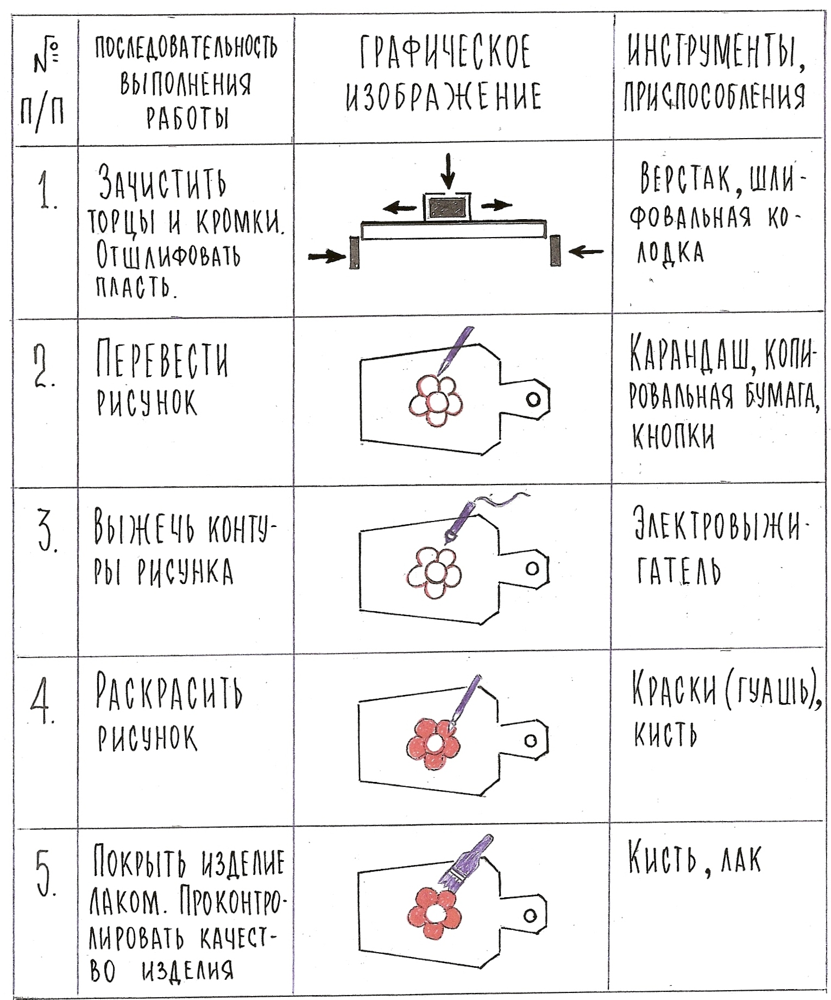 №
п/п
ПОСЛЕДОВАТЕЛЬНОСТЬ
ВЫПОЛНЕНИЯ
РАБОТЫ
ГРАФИЧЕСКОЕ
ИЗОБРАЖЕНИЕ
ИНСТРУМЕНТЫ,
ПРИСПОСОБЛЕНИЯ
1.
ЗАЧИСТИТЬ
ТОРЦЫ И КРОМКИ.
ОТШЛИФОВАТЬ
ПЛАСТЬ.
ВЕРСТАК, ШЛИ-
ФОВАЛЬНАЯ КО-
ЛОДКА
2.
ПЕРЕВЕСТИ
РИСУНОК
КАРАНДАШ, КОПИ-
РОВАЛЬНАЯ БУМАГА,
КНОПКИ
3.
ВЫЖЕЧЬ КОНТУ-
РЫ РИСУНКА
ЭЛЕКТРОВЫЖИ-
ГАТЕЛЬ
4.
РАСКРАСИТЬ
РИСУНОК
КРАСКИ (ГУАШЬ),
КИСТЬ
5.
ПОКРЫТЬ ИЗДЕЛИЕ
ЛАКОМ. ПРОКОНТРО-
ЛИРОВАТЬ КАЧЕСТ-
ВО ИЗДЕЛИЯ
КИСТЬ, ЛАК